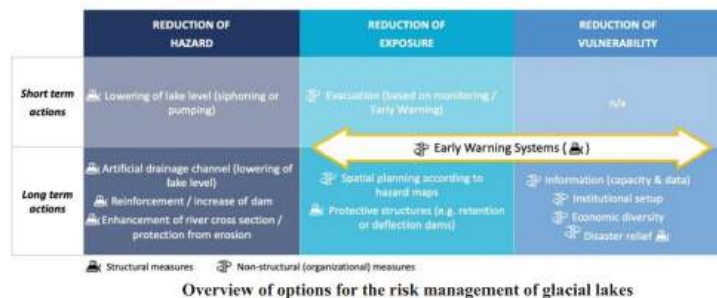 REDUCTION OF
HAZARD
REDUCTION OF
EXPOSURE
REDUCTION OF
VULNERABILITY
Short term
actions
Lowering of lake level (siphoning or
pumping)
Evacuation (based on monitoring /
Early Warning)
n/a
Early Warning Systems ( )
Long term
actions
Artificial drainage channel (lowering of
lake level)
Reinforcement / increase of dam
Enhancement of river cross section /
protection from erosion
Spatial planning according to
hazard maps
Protective structures (e.g. retention
or deflection dams)
Information (capacity & data)
Institutional setup
Economic diversity
Disaster relief
Structural measures
Non-structural (organizational) measures
Overview of options for the risk management of glacial lakes